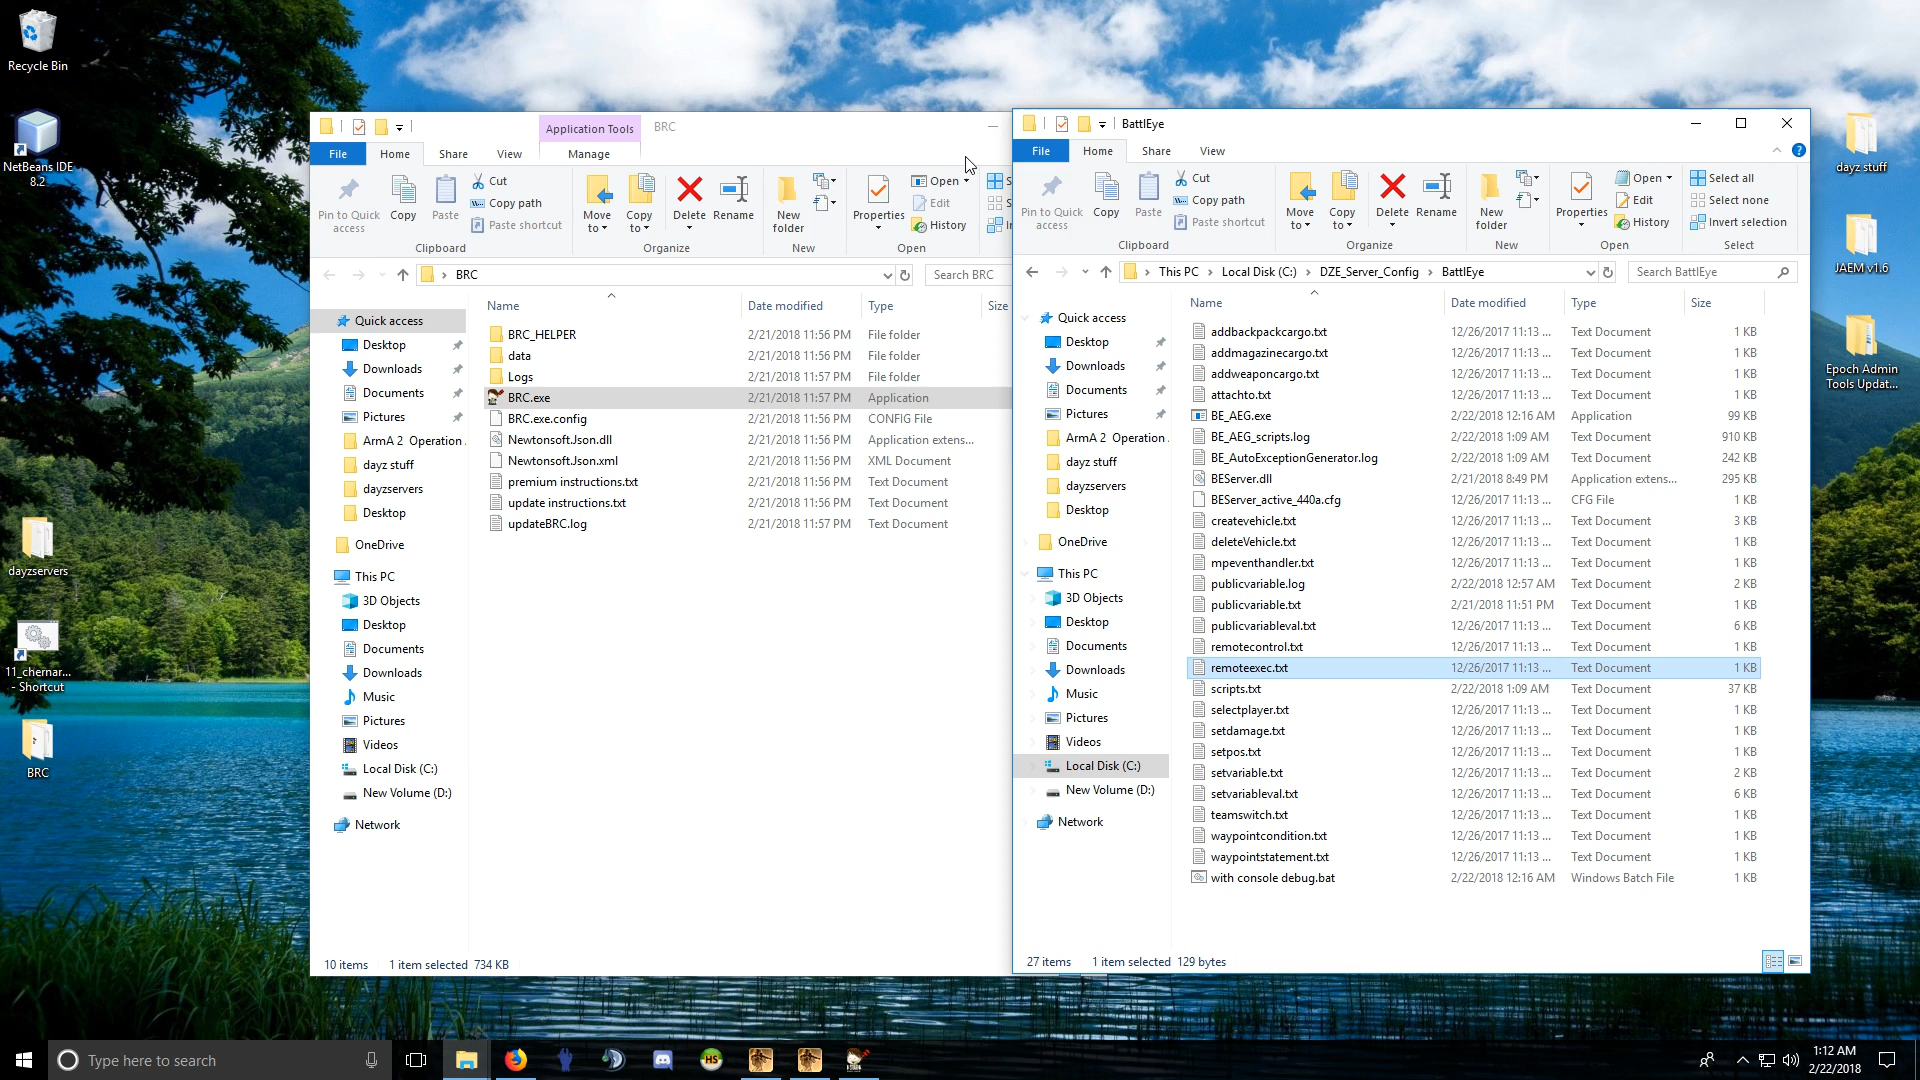 Recycle Bin
NetBeans IDE
8.2
dayzservers
11_chernar...
- Shortcut
BRC
dayz stuff
JAEM v1.6
Epoch Admin
Tools Updat...
Application Tools
BRC
File
Home
Share
View
Manage
Pin to Quick
access
Copy
Paste
Cut
Copy path
Paste shortcut
Clipboard
Move
to
Copy
to
Delete
Rename
Organize
New
folder
New
Properties
Open
Edit
History
Open
BRC
Search BRC
Name
Date modified
Type
Size
Quick access
Desktop
Downloads
Documents
Pictures
ArmA 2 Operation
dayz stuff
dayzservers
Desktop
OneDrive
This PC
3D Objects
Desktop
Documents
Downloads
Music
Pictures
Videos
Local Disk (C:)
New Volume (D:)
Network
BRC_HELPER 2/21/2018 11:56 PM File folder
data 2/21/2018 11:56 PM File folder
Logs 2/21/2018 11:57 PM File folder
BRC.exe 2/21/2018 11:57 PM Application
BRC.exe.config 2/21/2018 11:56 PM CONFIG File
Newtonsoft.Json.dll 2/21/2018 11:56 PM Application extens...
Newtonsoft.Json.xml 2/21/2018 11:56 PM XML Document
premium instructions.txt 2/21/2018 11:56 PM Text Document
update instructions.txt 2/21/2018 11:56 PM Text Document
updateBRC.log 2/21/2018 11:57 PM Text Document
10 items 1 item selected 734 KB
BattlEye
File
Home
Share
View
Pin to Quick
access
Copy
Paste
Cut
Copy path
Paste shortcut
Clipboard
Move
to
Copy
to
Delete
Rename
Organize
New
folder
New
Properties
Open
Edit
History
Open
Select all
Select none
Invert selection
Select
This PC > Local Disk (C:) > DZE_Server_Config > BattlEye
Search BattlEye
Name
Date modified
Type
Size
Quick access
Desktop
Downloads
Documents
Pictures
ArmA 2 Operation
dayz stuff
dayzservers
Desktop
OneDrive
This PC
3D Objects
Desktop
Documents
Downloads
Music
Pictures
Videos
Local Disk (C:)
New Volume (D:)
Network
addbackpackcargo.txt 12/26/2017 11:13 ... Text Document 1 KB
addmagazinecargo.txt 12/26/2017 11:13 ... Text Document 1 KB
addweaponcargo.txt 12/26/2017 11:13 ... Text Document 1 KB
attachto.txt 12/26/2017 11:13 ... Text Document 1 KB
BE_AEG.exe 2/22/2018 12:16 AM Application 99 KB
BE_AEG_scripts.log 2/22/2018 1:09 AM Text Document 910 KB
BE_AutoExceptionGenerator.log 2/22/2018 1:09 AM Text Document 242 KB
BEServer.dll 2/21/2018 8:49 PM Application extens... 295 KB
BEServer_active_440a.cfg 12/26/2017 11:13 ... CFG File 1 KB
createvehicle.txt 12/26/2017 11:13 ... Text Document 3 KB
deleteVehicle.txt 12/26/2017 11:13 ... Text Document 1 KB
mpeventhandler.txt 12/26/2017 11:13 ... Text Document 1 KB
publicvariable.log 2/22/2018 12:57 AM Text Document 2 KB
publicvariable.txt 2/21/2018 11:51 PM Text Document 1 KB
publicvariableval.txt 12/26/2017 11:13 ... Text Document 6 KB
remotecontrol.txt 12/26/2017 11:13 ... Text Document 1 KB
remoteexec.txt 12/26/2017 11:13 ... Text Document 1 KB
scripts.txt 2/22/2018 1:09 AM Text Document 37 KB
selectplayer.txt 12/26/2017 11:13 ... Text Document 1 KB
setdamage.txt 12/26/2017 11:13 ... Text Document 1 KB
setpos.txt 12/26/2017 11:13 ... Text Document 1 KB
setvariable.txt 12/26/2017 11:13 ... Text Document 2 KB
setvariableval.txt 12/26/2017 11:13 ... Text Document 6 KB
teamswitch.txt 12/26/2017 11:13 ... Text Document 1 KB
waypointcondition.txt 12/26/2017 11:13 ... Text Document 1 KB
waypointstatement.txt 12/26/2017 11:13 ... Text Document 1 KB
with console debug.bat 2/22/2018 12:16 AM Windows Batch File 1 KB
27 items 1 item selected 129 bytes
Type here to search
HS
1:12 AM
2/22/2018